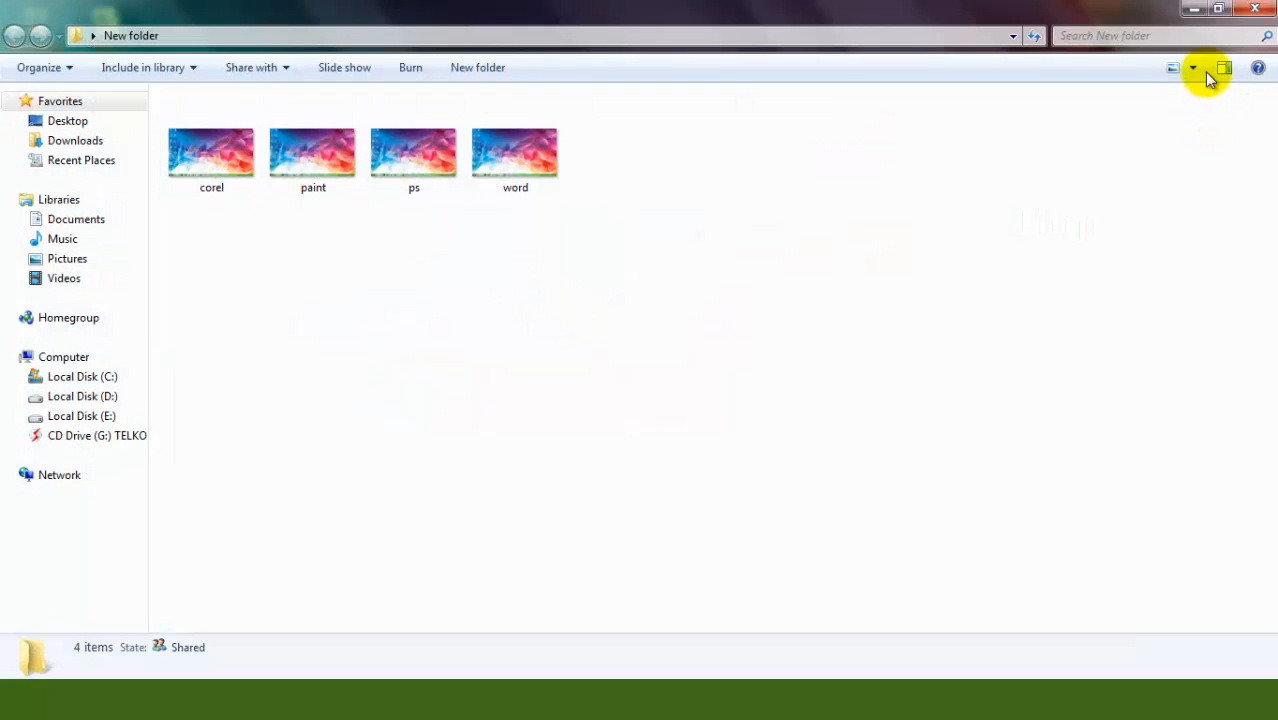 New folder
Search New folder
Organize Include in library Share with Slide show Burn New folder
Favorites
Desktop
Downloads
Recent Places
Libraries
Documents
Music
Pictures
Videos
Homegroup
Computer
Local Disk (C:)
Local Disk (D:)
Local Disk (E:)
CD Drive (G:) TELKO
Network
corel paint ps word
4 items State: Shared